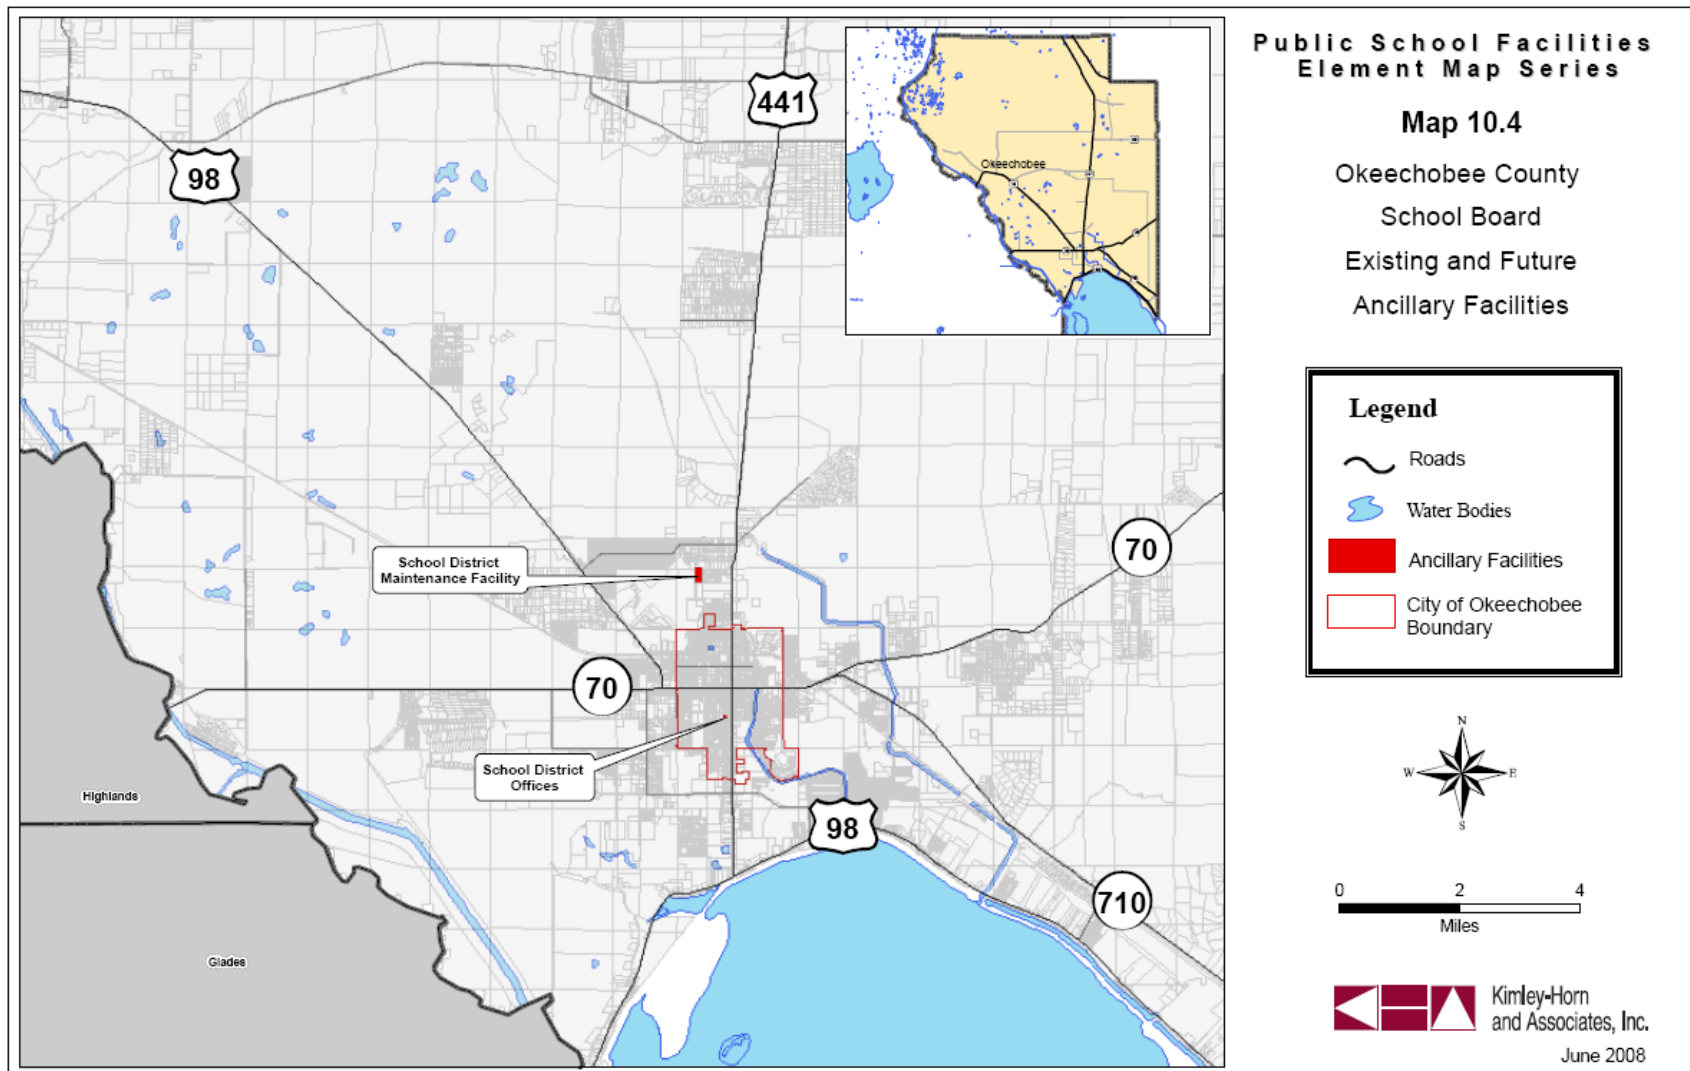 Public School Facilities
Element Map Series
Map 10.4
Okeechobee County
School Board
Existing and Future
Ancillary Facilities
Legend
Roads
Water Bodies
Ancillary Facilities
City of Okeechobee
Boundary
N
W
E
S
0
2
4
Miles
Kimley-Horn
and Associates, Inc.
June 2008
441
98
Okeechobee
70
School District
Maintenance Facility
70
School District
Offices
Highlands
98
710
Glades